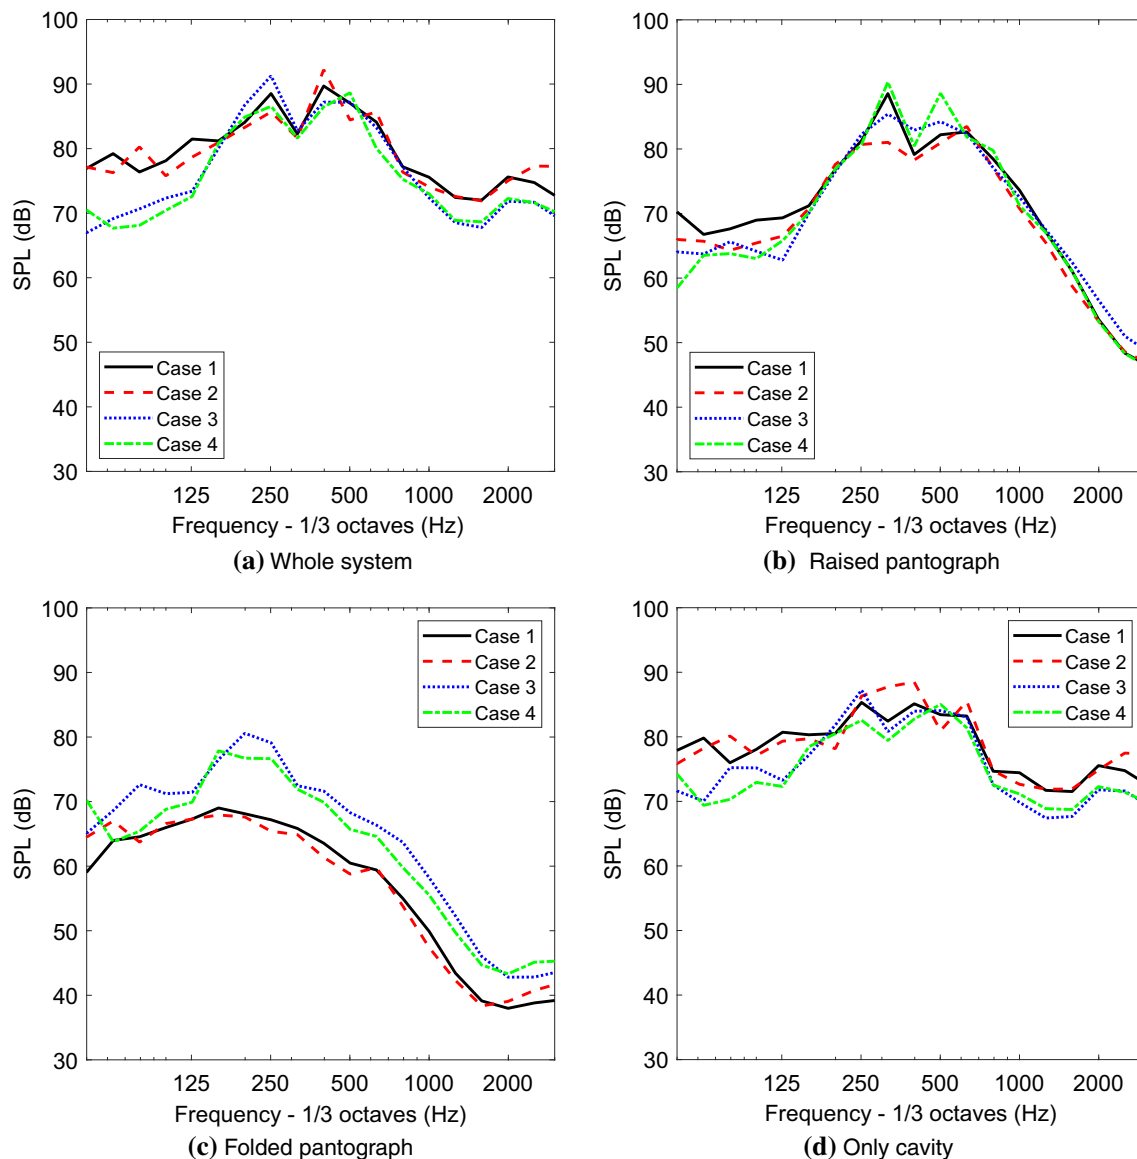 100
90
80
70
60
50
40
30
SPL (dB)
Case 1
Case 2
Case 3
Case 4
125 250 500 1000 2000
Frequency - 1/3 octaves (Hz)
(a) Whole system
100
90
80
70
60
50
40
30
SPL (dB)
Case 1
Case 2
Case 3
Case 4
125 250 500 1000 2000
Frequency - 1/3 octaves (Hz)
(b) Raised pantograph
100
90
80
70
60
50
40
30
SPL (dB)
Case 1
Case 2
Case 3
Case 4
125 250 500 1000 2000
Frequency - 1/3 octaves (Hz)
(c) Folded pantograph
100
90
80
70
60
50
40
30
SPL (dB)
Case 1
Case 2
Case 3
Case 4
125 250 500 1000 2000
Frequency - 1/3 octaves (Hz)
(d) Only cavity